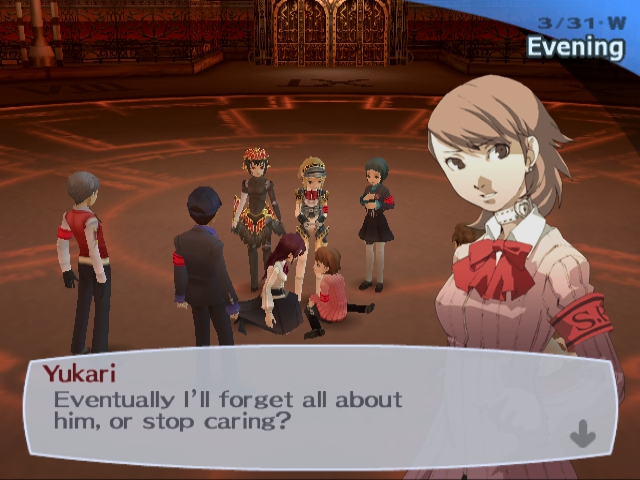 3/31・W
Evening
S.
Yukari
Eventually I'll forget all about
him, or stop caring?